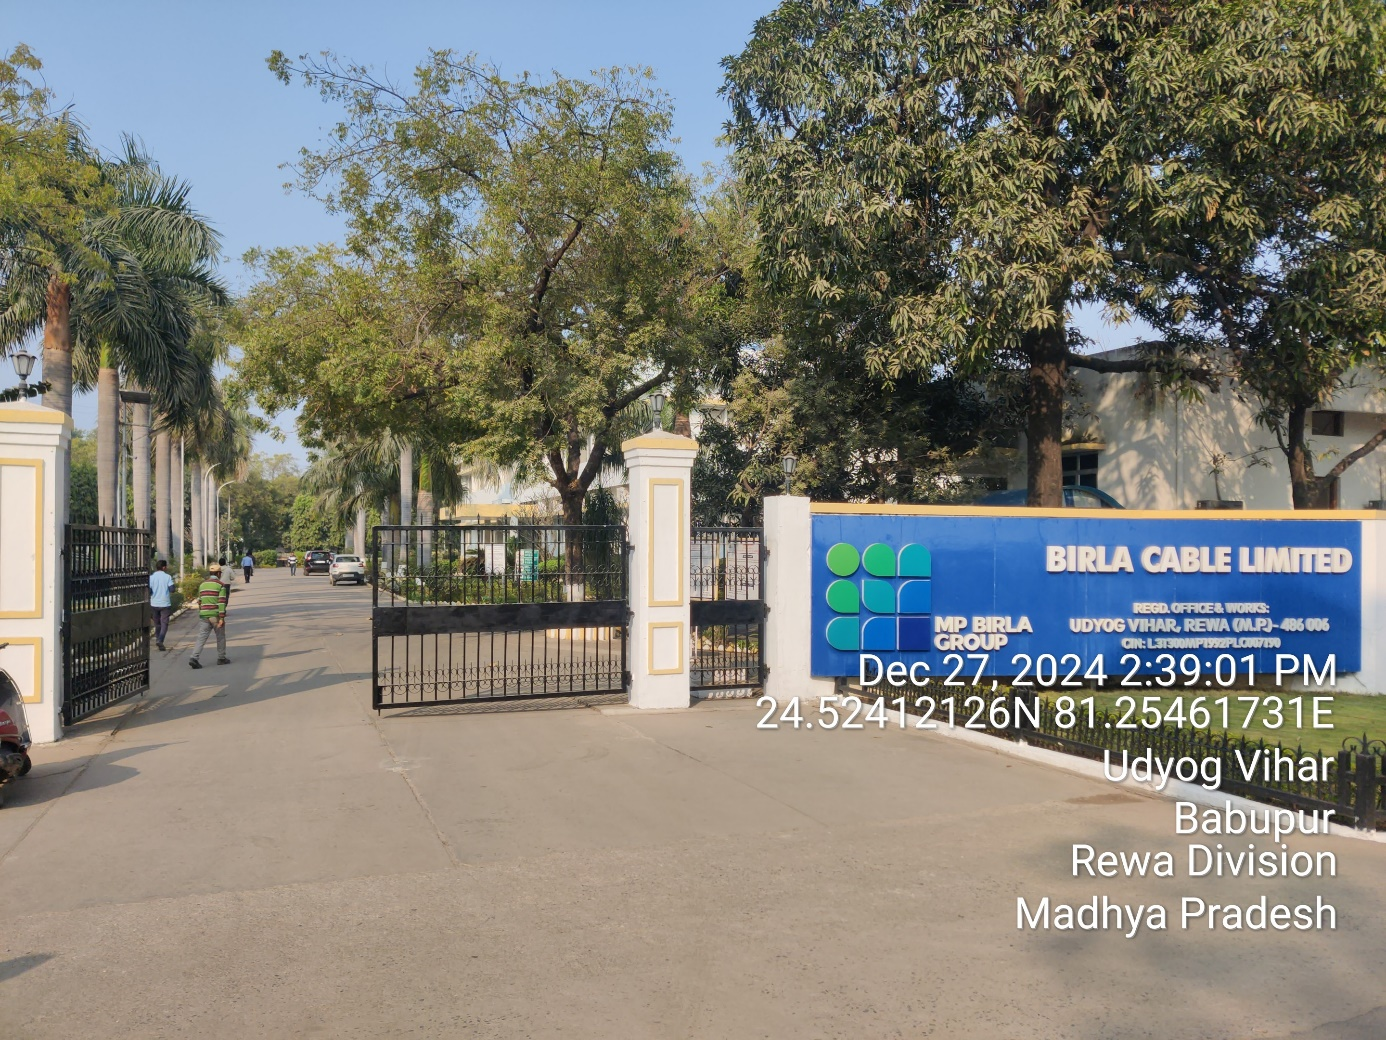 BIRLA CABLE LIMITED
REGD. OFFICE & WORKS:
UDYOG VIHAR, REWA (M.P.)- 486 006
MP BIRLA
GROUP
CIN:
Dec 27, 2024 2:39:01 PM
24.52412126N 81.25461731E
Udyog Vihar
Babupur
Rewa Division
Madhya Pradesh